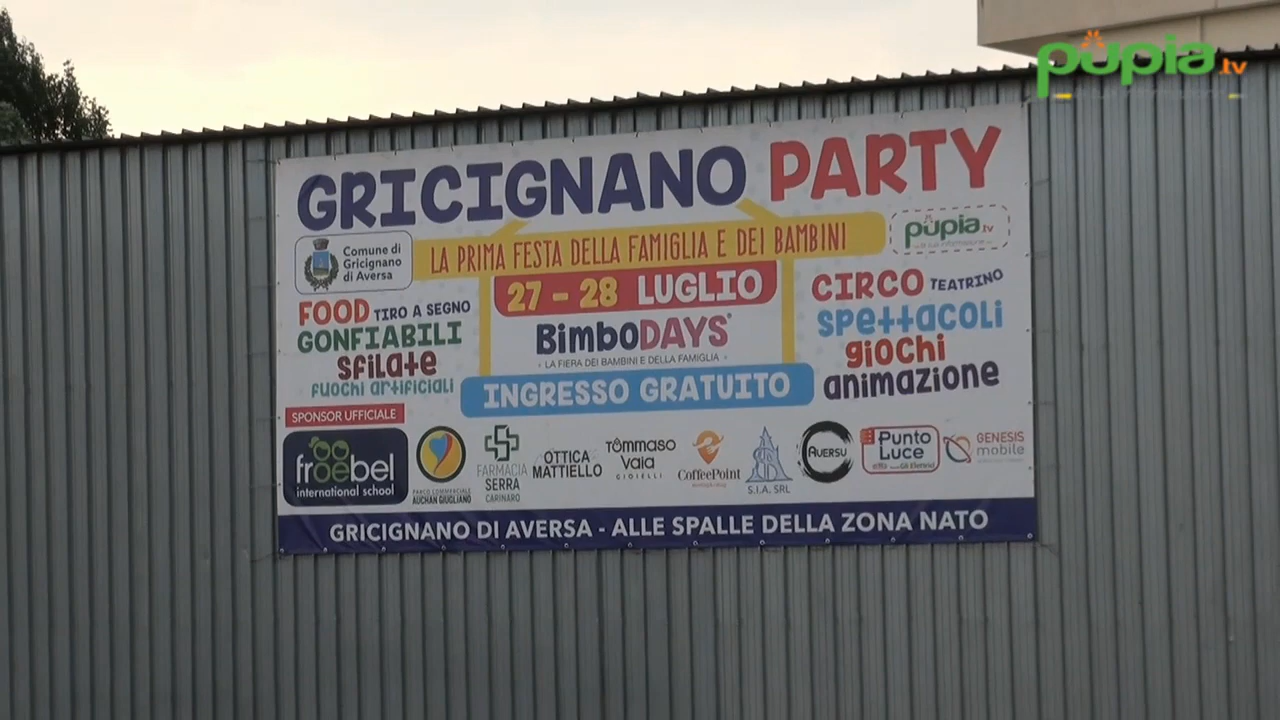 pupia.tv
GRICIGNANO PARTY
Comune di
Gricignano
di Aversa
LA PRIMA FESTA DELLA FAMIGLIA E DEI BAMBINI
pupia.tv
27 - 28 LUGLIO
BimboDAYS®
LA FIERA DEI BAMBINI E DELLA FAMIGLIA
INGRESSO GRATUITO
FOOD TIRO A SEGNO
GONFIABILI
sfilate
fuochi artificiali
CIRCO TEATRINO
spettacoli
giochi
animazione
SPONSOR UFFICIALE
froebel
international school
PARCO COMMERCIALE
AUCHAN GIUGLIANO
FARMACIA
SERRA
CARINARO
OTTICA
MATTIELLO
TOMMASO
VAIA
GIOIELLI
CoffeePoint
S.I.A. SRL
AVERSU
Punto
Luce
GENESIS
mobile
GRICIGNANO DI AVERSA - ALLE SPALLE DELLA ZONA NATO